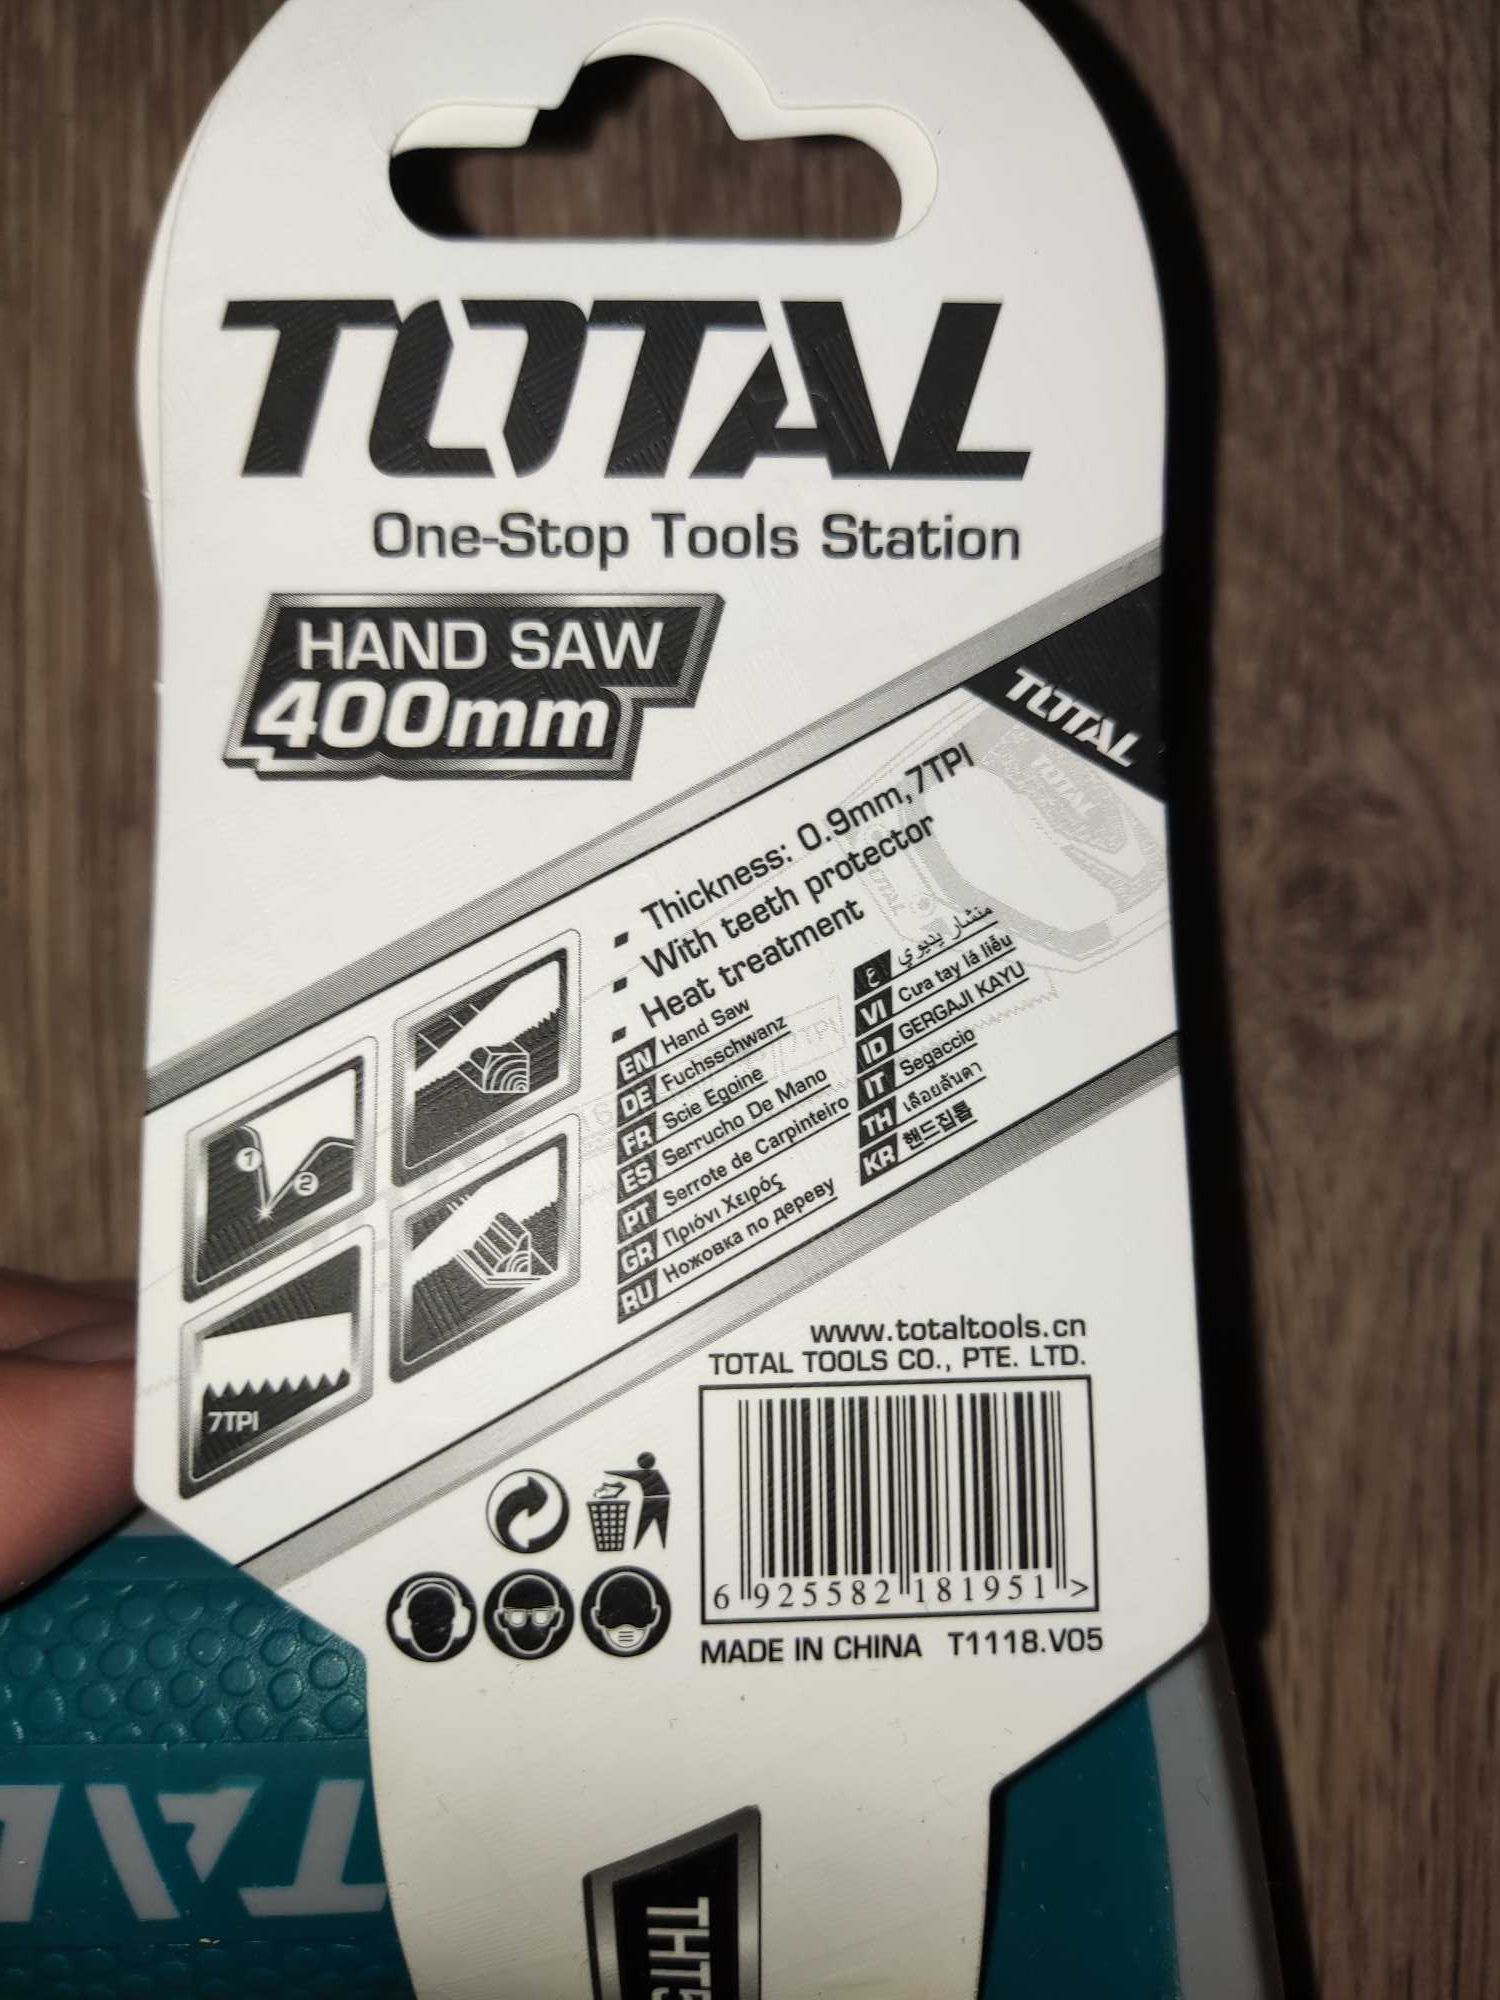 TOTAL
One-Stop Tools Station
HAND SAW
400mm
TOTAL
Thickness: 0.9mm,7TPI
With teeth protector
Heat treatment
EN Hand Saw
DE Fuchsschwanz
FR Scie Egoine
ES Serrucho De Mano
PT Serrote de Carpinteiro
GR Πριόνι Χειρός
RU Ножовка по дереву
ع منشار يديوي
VI Cưa tay lá liễu
ID GERGAJI KAYU
IT Segaccio
TH เลื่อยลันดา
KR 핸드집톱
1
2
7TPI
www.totaltools.cn
TOTAL TOOLS CO., PTE. LTD.
6 925582 181951 >
MADE IN CHINA T1118.V05